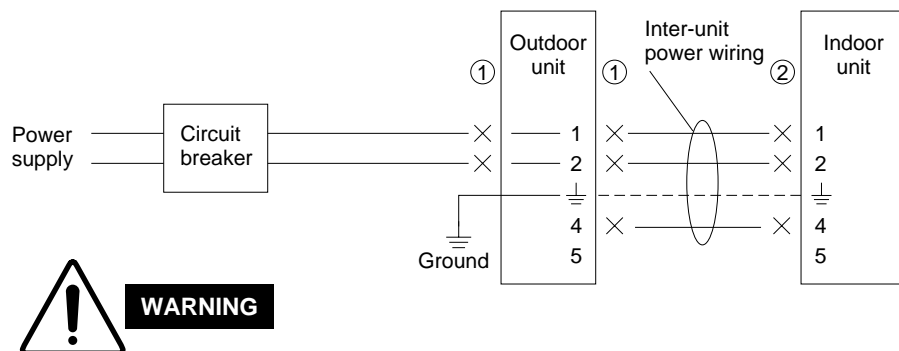 Outdoor
unit
Inter-unit
power wiring
Indoor
unit
①
①
②
Power
supply
Circuit
breaker
1
2
4
5
1
2
4
5
Ground
WARNING